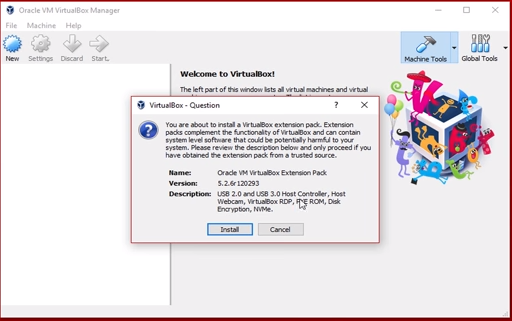 Oracle VM VirtualBox Manager
File Machine Help
New Settings Discard Start.
Machine Tools Global Tools
Welcome to VirtualBox!
The left part of this window lists all virtual machines and virtual
VirtualBox - Question
You are about to install a VirtualBox extension pack. Extension
packs complement the functionality of VirtualBox and can contain
system level software that could be potentially harmful to your
system. Please review the description below and only proceed if you
have obtained the extension pack from a trusted source.
Name: Oracle VM VirtualBox Extension Pack
Version: 5.2.6r120293
Description: USB 2.0 and USB 3.0 Host Controller, Host
Webcam, VirtualBox RDP, ROM, Disk
Encryption, NVMe.
Install Cancel